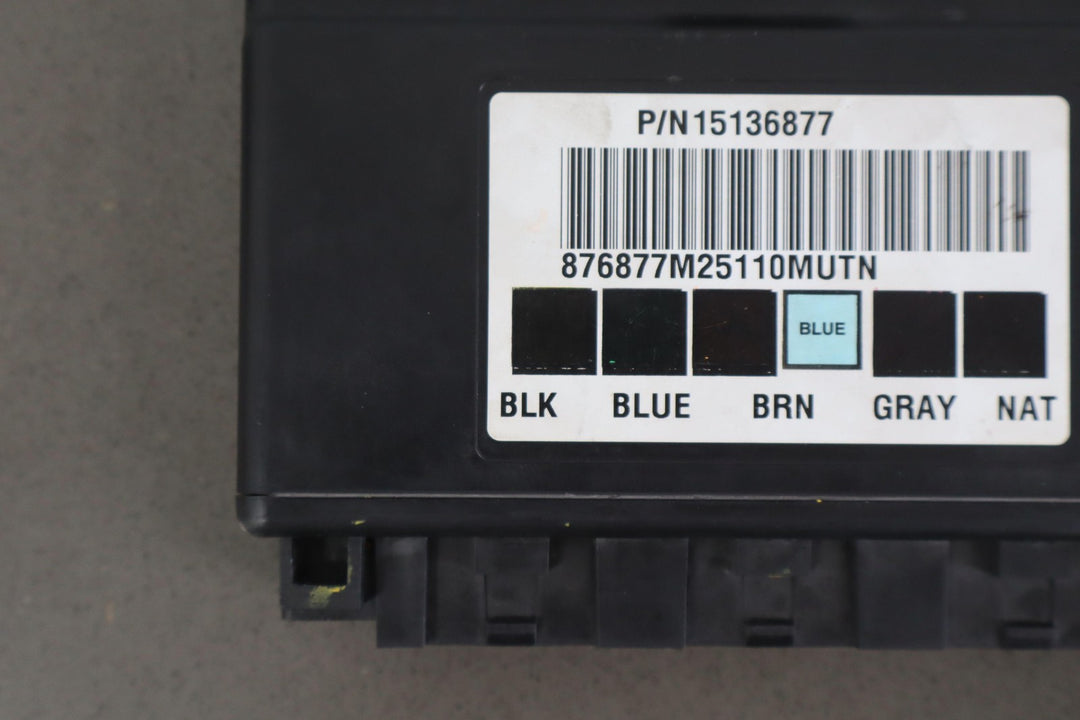 P/N15136877
876877M25110MUTN
BLUE
BLK BLUE BRN GRAY NAT